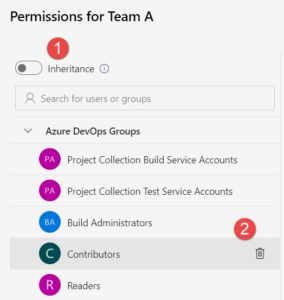 Permissions for Team A
1
Inheritance
Search for users or groups
Azure DevOps Groups
PA Project Collection Build Service Accounts
PA Project Collection Test Service Accounts
BA Build Administrators
2
C Contributors
R Readers